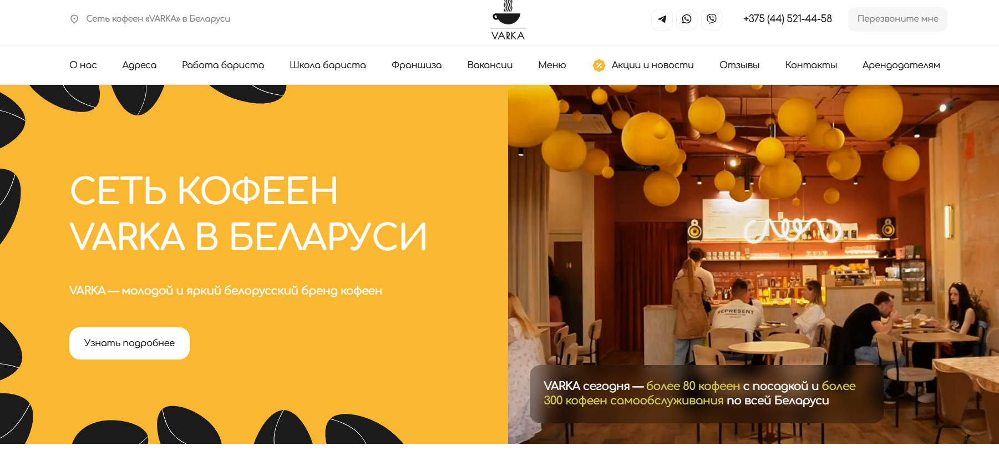 Сеть кофеен «VARKA» в Беларуси
VARKA
+375 (44) 521-44-58
Перезвоните мне
О нас
Адреса
Работа бариста
Школа бариста
Франшиза
Вакансии
Меню
Акции и новости
Отзывы
Контакты
Арендодателям
СЕТЬ КОФЕЕН
VARKA В БЕЛАРУСИ
VARKA — молодой и яркий белорусский бренд кофеен
Узнать подробнее
REPRESENT
VARKA сегодня — более 80 кофеен с посадкой и более
300 кофеен самообслуживания по всей Беларуси